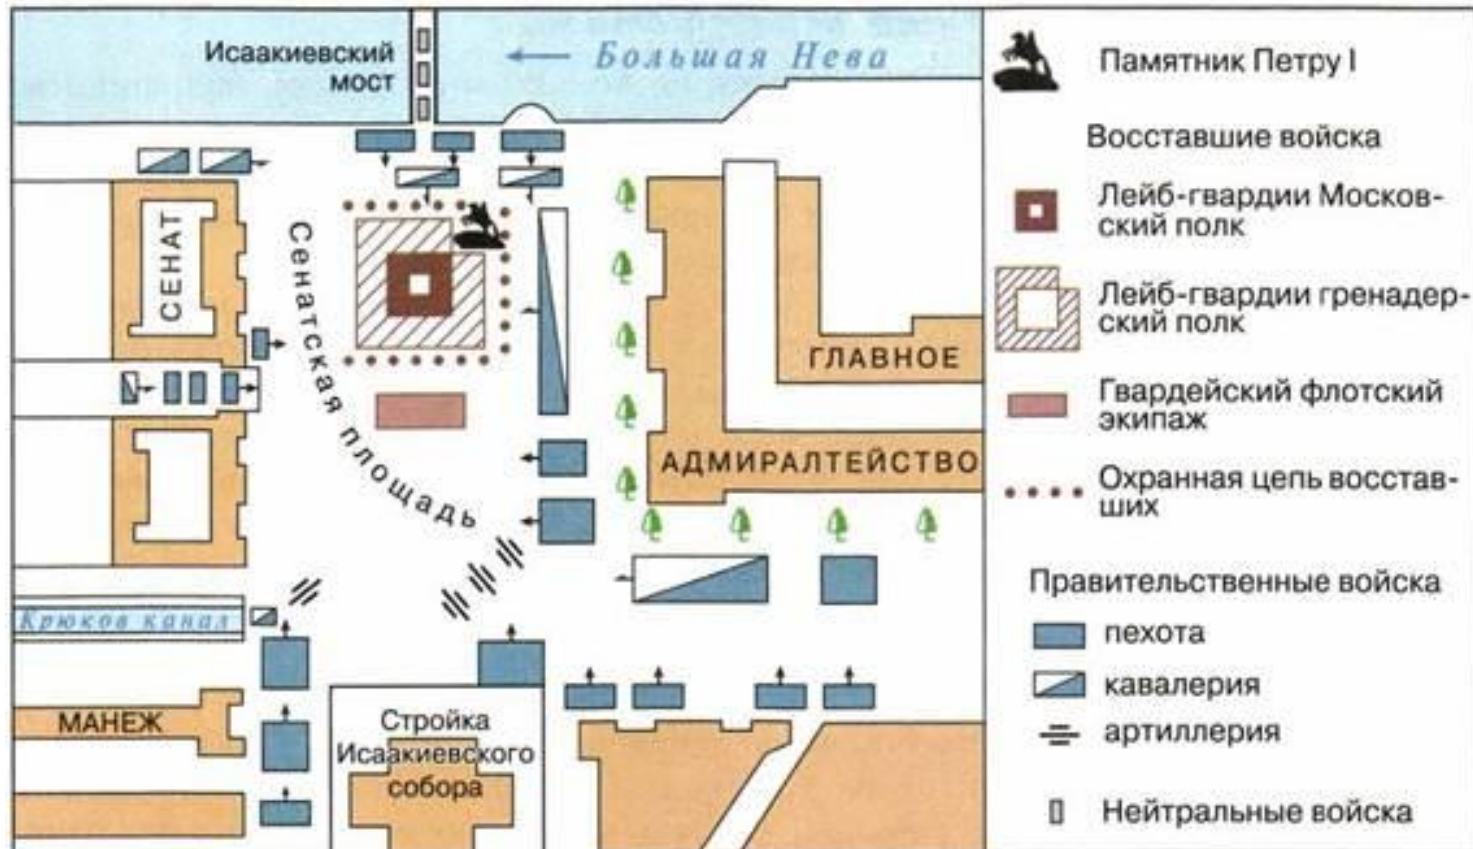 Исаакиевский
мост
Большая Нева
СЕНАТ
Сенатская площадь
ГЛАВНОЕ
АДМИРАЛТЕЙСТВО
Крюков канал
МАНЕЖ
Стройка
Исаакиевского
собора
Памятник Петру I
Восставшие войска
Лейб-гвардии Москов-
ский полк
Лейб-гвардии гренадер-
ский полк
Гвардейский флотский
экипаж
Охранная цепь восстав-
ших
Правительственные войска
пехота
кавалерия
артиллерия
Нейтральные войска